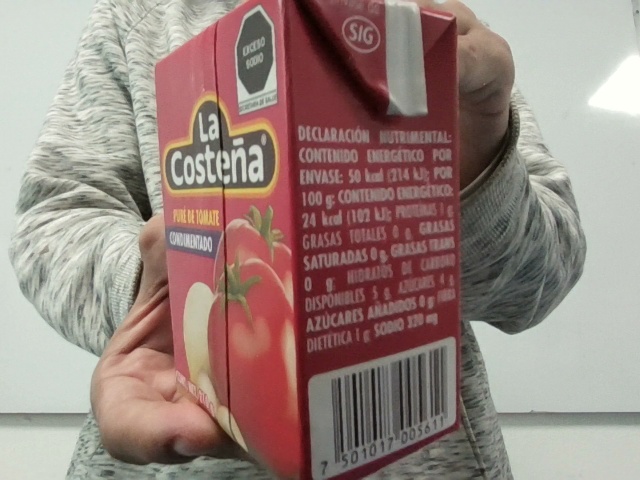 EXCESO
SODIO
SECRETARÍA DE SALUD
La
Costeña®
PURÉ DE TOMATE
CONDIMENTADO
SIG
DECLARACIÓN NUTRIMENTAL:
CONTENIDO ENERGÉTICO POR
ENVASE: 50 kcal (214 kJ); POR
100 g: CONTENIDO ENERGÉTICO:
24 kcal (102 kJ); PROTEÍNAS 1 g
GRASAS TOTALES 0 g, GRASAS
SATURADAS 0 g, GRASAS TRANS
0 g; HIDRATOS DE CARBONO
DISPONIBLES 5 g, AZÚCARES 4 g
AZÚCARES AÑADIDOS 0 g; FIBRA
DIETÉTICA 1 g; SODIO 320 mg
7 501017 005611